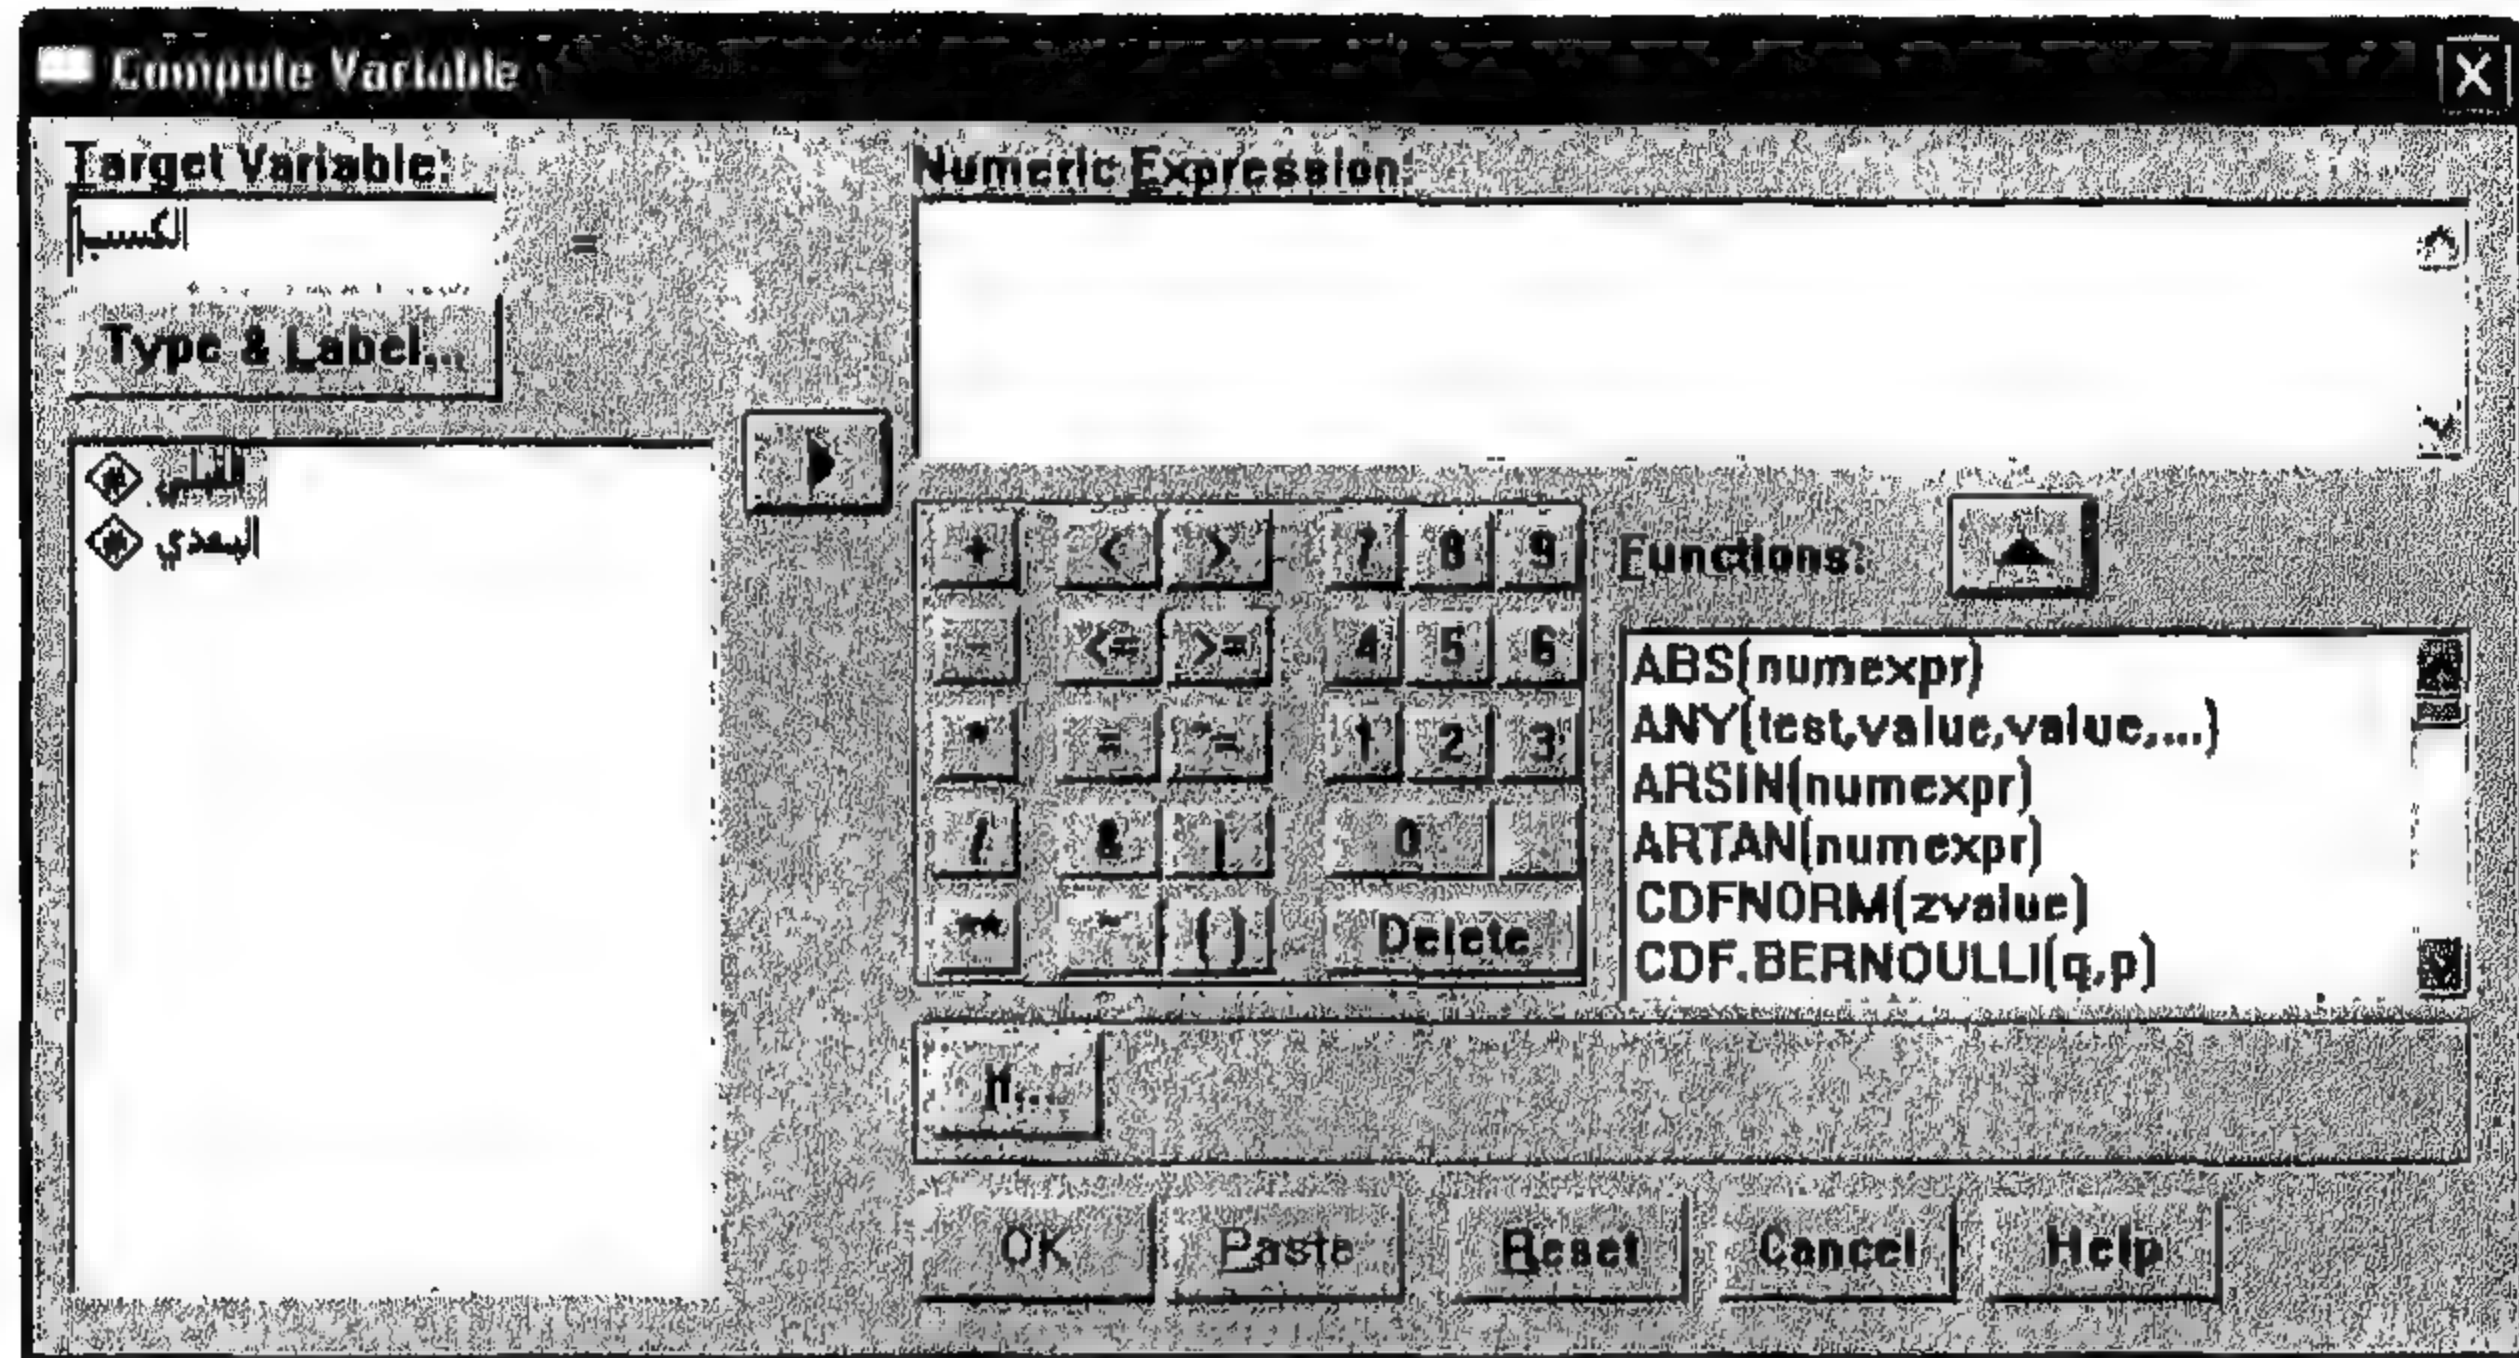 Compute Variable
Target Variable:
الكسب
=
Type & Label...
القبلي
البعدي
Numeric Expression:
+ < > 7 8 9
- <= >= 4 5 6
* = ~= 1 2 3
/ & | 0 .
** ~ ( ) Delete
Functions:
ABS(numexpr)
ANY(test,value,value,...)
ARSIN(numexpr)
ARTAN(numexpr)
CDFNORM(zvalue)
CDF.BERNOULLI(q,p)
OK Paste Reset Cancel Help